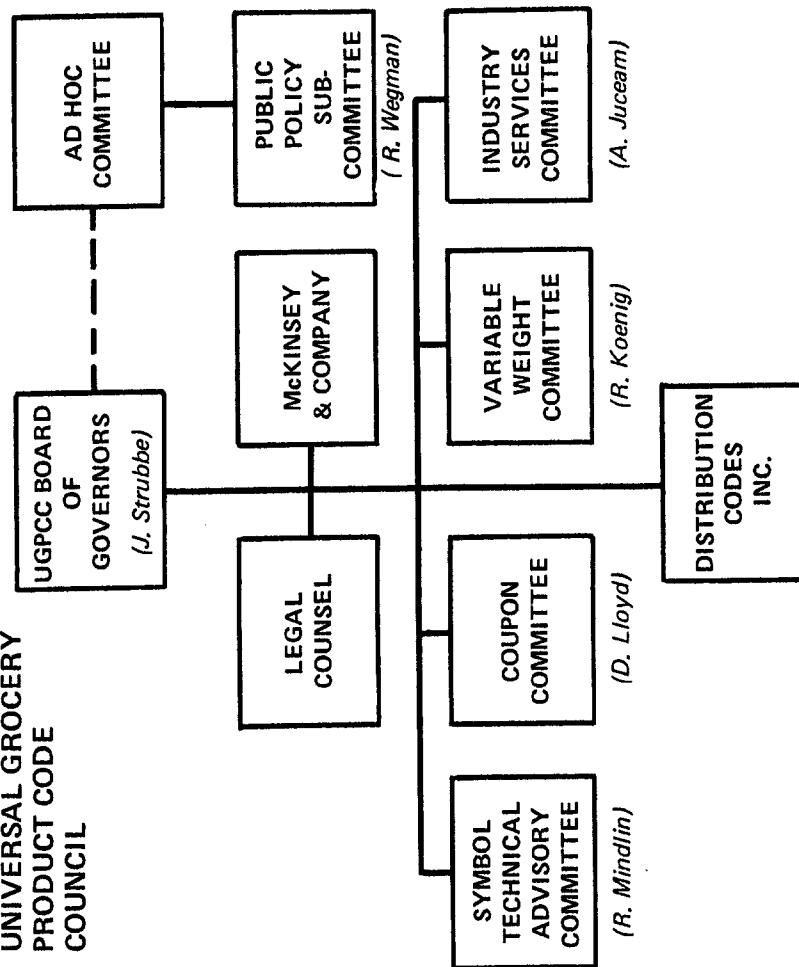 UNIVERSAL GROCERY
PRODUCT CODE
COUNCIL
UGPCC BOARD
OF
GOVERNORS
(J. Strubbe)
AD HOC
COMMITTEE
LEGAL
COUNSEL
McKINSEY
& COMPANY
PUBLIC
POLICY
SUB-
COMMITTEE
( R. Wegman)
SYMBOL
TECHNICAL
ADVISORY
COMMITTEE
(R. Mindlin)
COUPON
COMMITTEE
(D. Lloyd)
VARIABLE
WEIGHT
COMMITTEE
(R. Koenig)
INDUSTRY
SERVICES
COMMITTEE
(A. Juceam)
DISTRIBUTION
CODES
INC.